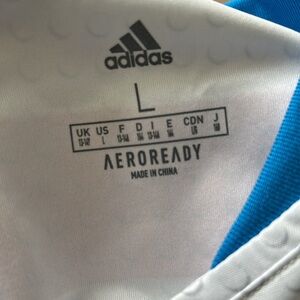 adidas
L
UK US F D I E CDN J
L
AEROREADY
MADE IN CHINA